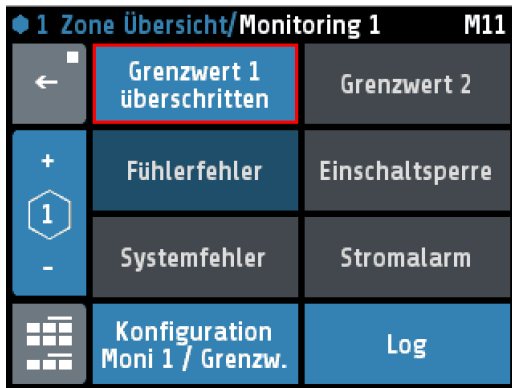 1 Zone Übersicht/Monitoring 1 M11
Grenzwert 1
überschritten
Grenzwert 2
+
1
-
Fühlerfehler
Einschaltsperre
Systemfehler
Stromalarm
Konfiguration
Moni 1 / Grenzw.
Log